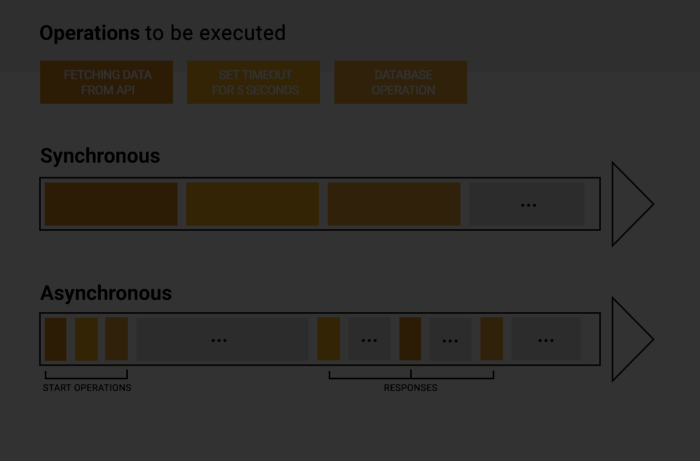 Operations to be executed
FETCHING DATA
FROM API
SET TIMEOUT
FOR 5 SECONDS
DATABASE
OPERATION
Synchronous
...
Asynchronous
...
...
...
...
START OPERATIONS
RESPONSES